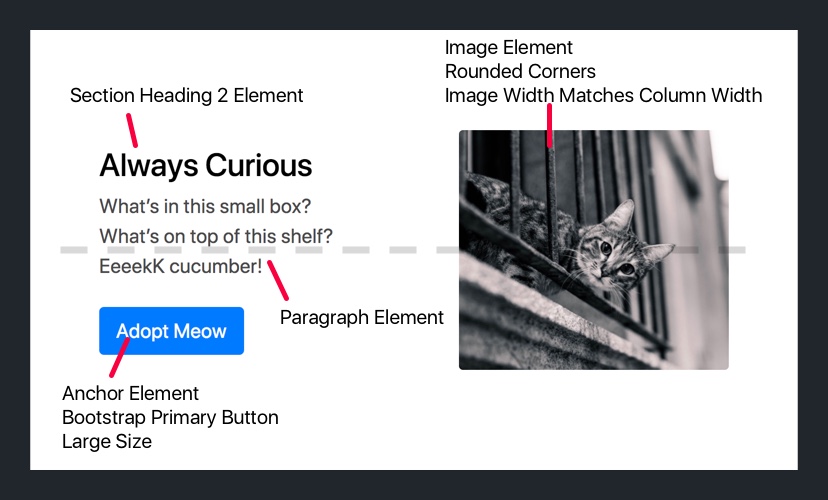 Section Heading 2 Element
Always Curious
What's in this small box?
What's on top of this shelf?
EeeekK cucumber!
Paragraph Element
Adopt Meow
Anchor Element
Bootstrap Primary Button
Large Size
Image Element
Rounded Corners
Image Width Matches Column Width